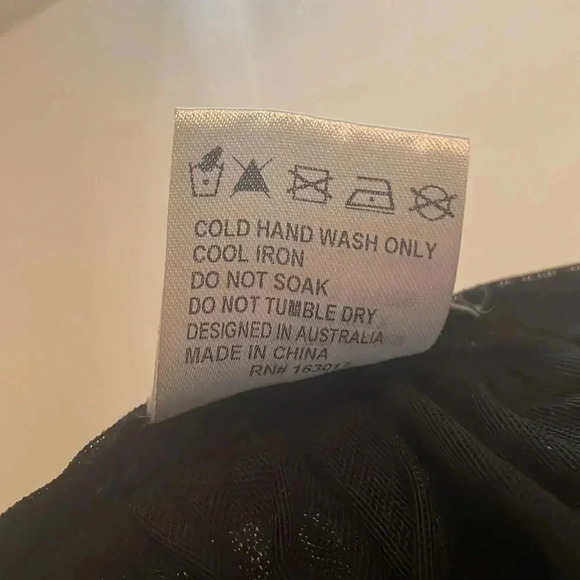 COLD HAND WASH ONLY
COOL IRON
DO NOT SOAK
DO NOT TUMBLE DRY
DESIGNED IN AUSTRALIA
MADE IN CHINA
RN#